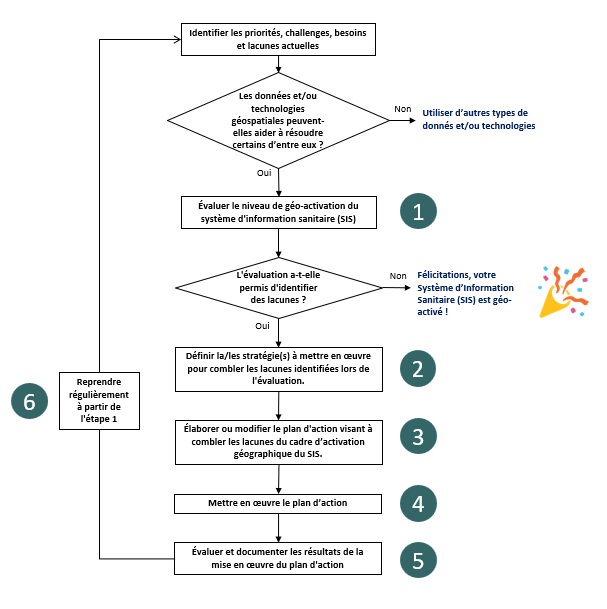 Identifier les priorités, challenges, besoins
et lacunes actuelles
Les données et/ou
technologies
géospatiales peuvent-
elles aider à résoudre
certains d’entre eux ?
Non
Utiliser d’autres types de
donnés et/ou technologies
Oui
Évaluer le niveau de géo-activation du
système d'information sanitaire (SIS)
1
L'évaluation a-t-elle
permis d'identifier
des lacunes ?
Non
Félicitations, votre
Système d’Information
Sanitaire (SIS) est géo-
activé !
Oui
Définir la/les stratégie(s) à mettre en œuvre
pour combler les lacunes identifiées lors de
l'évaluation.
2
Élaborer ou modifier le plan d'action visant à
combler les lacunes du cadre d’activation
géographique du SIS.
3
Mettre en œuvre le plan d’action
4
Évaluer et documenter les résultats de la
mise en œuvre du plan d'action
5
6
Reprendre
régulièrement
à partir de
l'étape 1